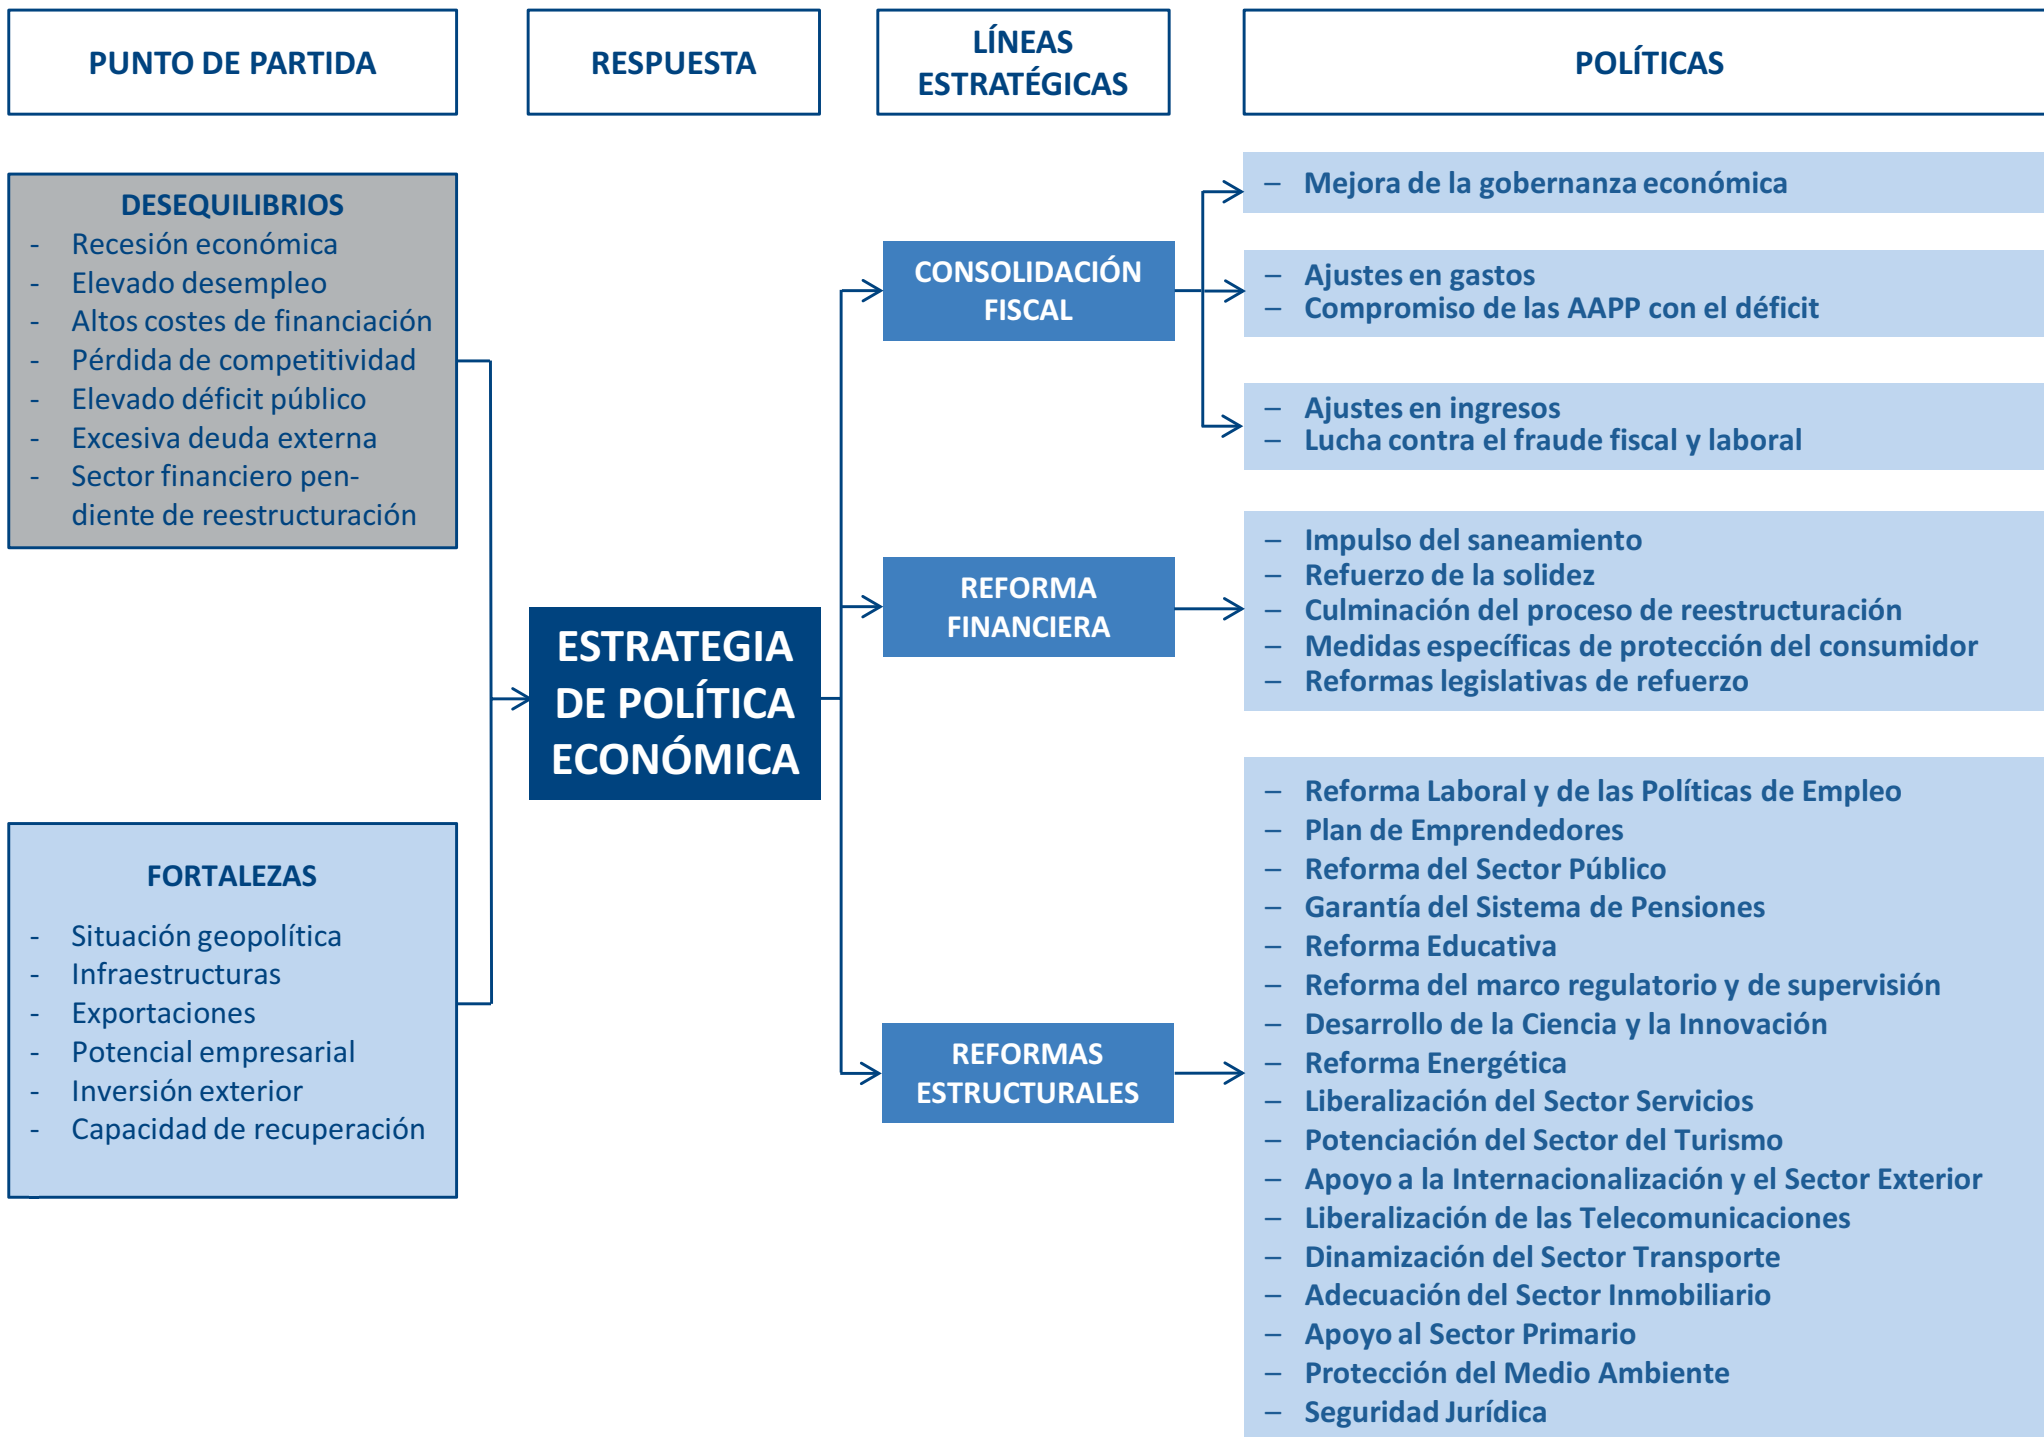 PUNTO DE PARTIDA
RESPUESTA
LÍNEAS
ESTRATÉGICAS
POLÍTICAS
DESEQUILIBRIOS
- Recesión económica
- Elevado desempleo
- Altos costes de financiación
- Pérdida de competitividad
- Elevado déficit público
- Excesiva deuda externa
- Sector financiero pen-
diente de reestructuración
FORTALEZAS
- Situación geopolítica
- Infraestructuras
- Exportaciones
- Potencial empresarial
- Inversión exterior
- Capacidad de recuperación
ESTRATEGIA
DE POLÍTICA
ECONÓMICA
CONSOLIDACIÓN
FISCAL
– Mejora de la gobernanza económica
– Ajustes en gastos
– Compromiso de las AAPP con el déficit
– Ajustes en ingresos
– Lucha contra el fraude fiscal y laboral
REFORMA
FINANCIERA
– Impulso del saneamiento
– Refuerzo de la solidez
– Culminación del proceso de reestructuración
– Medidas específicas de protección del consumidor
– Reformas legislativas de refuerzo
REFORMAS
ESTRUCTURALES
– Reforma Laboral y de las Políticas de Empleo
– Plan de Emprendedores
– Reforma del Sector Público
– Garantía del Sistema de Pensiones
– Reforma Educativa
– Reforma del marco regulatorio y de supervisión
– Desarrollo de la Ciencia y la Innovación
– Reforma Energética
– Liberalización del Sector Servicios
– Potenciación del Sector del Turismo
– Apoyo a la Internacionalización y el Sector Exterior
– Liberalización de las Telecomunicaciones
– Dinamización del Sector Transporte
– Adecuación del Sector Inmobiliario
– Apoyo al Sector Primario
– Protección del Medio Ambiente
– Seguridad Jurídica